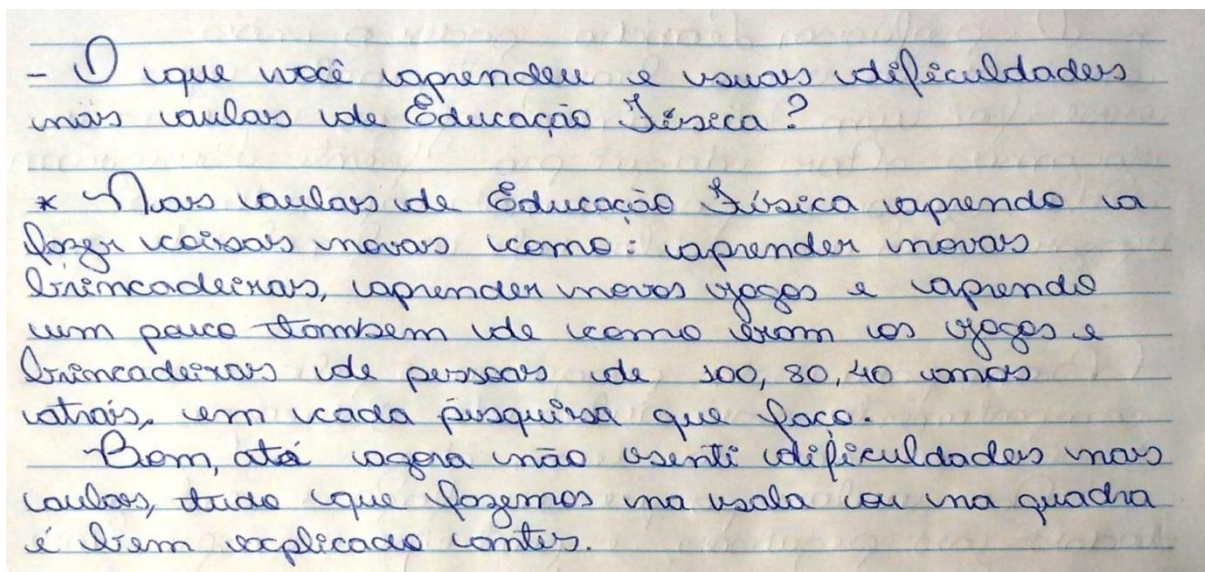 - O que você aprendeu e suas dificuldades
nas aulas de Educação Física?
* Nas aulas de Educação Física aprendo a
fazer coisas novas como: aprender novas
brincadeiras, aprender novos jogos e aprendo
um pouco também de como eram os jogos e
brincadeiras de pessoas de 100, 80, 40 anos
atrás, em cada pesquisa que faço.
Bom, até agora não senti dificuldades nas
aulas, tudo que fazemos na sala ou na quadra
é bem explicado antes.